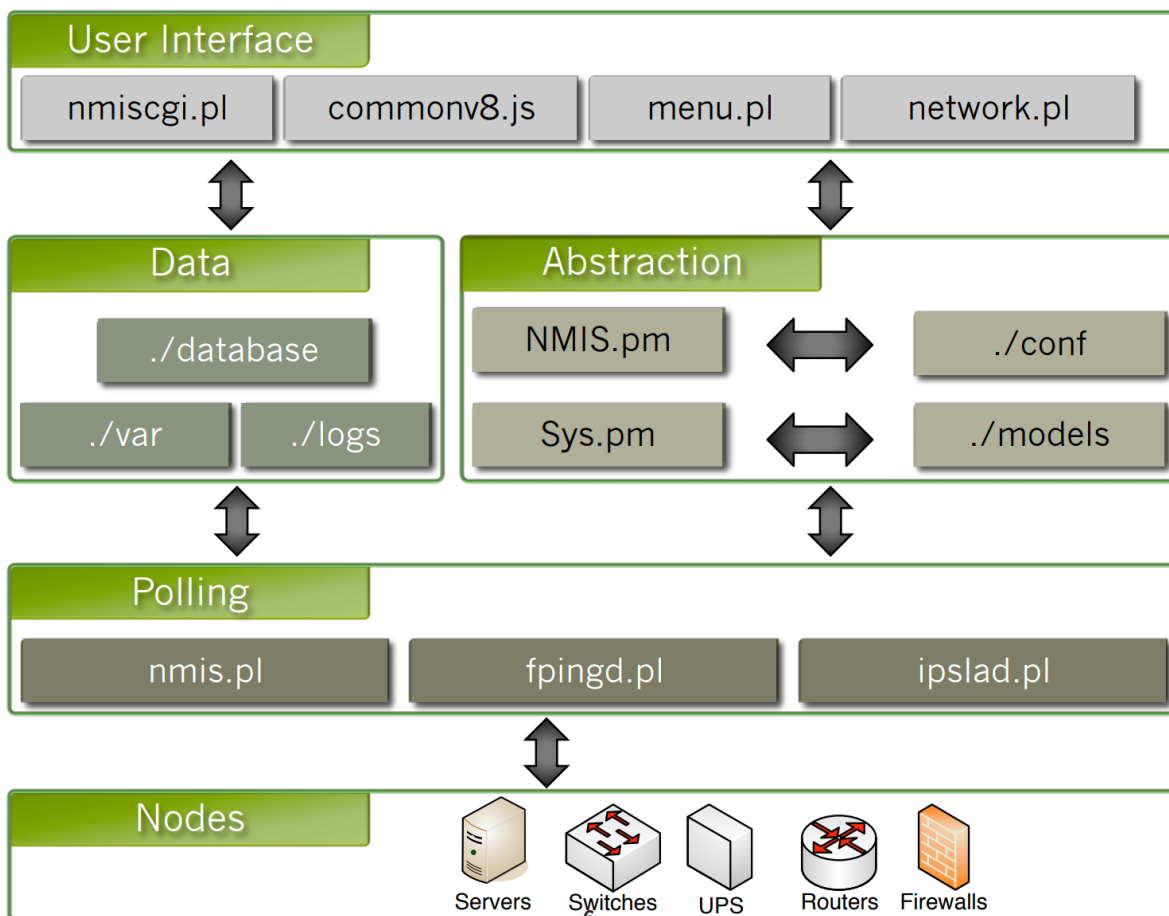 User Interface
nmiscgi.pl commonv8.js menu.pl network.pl
Data
./database
./var ./logs
Abstraction
NMIS.pm ./conf
Sys.pm ./models
Polling
nmis.pl fpingd.pl ipslad.pl
Nodes
Servers Switches UPS Routers Firewalls
6